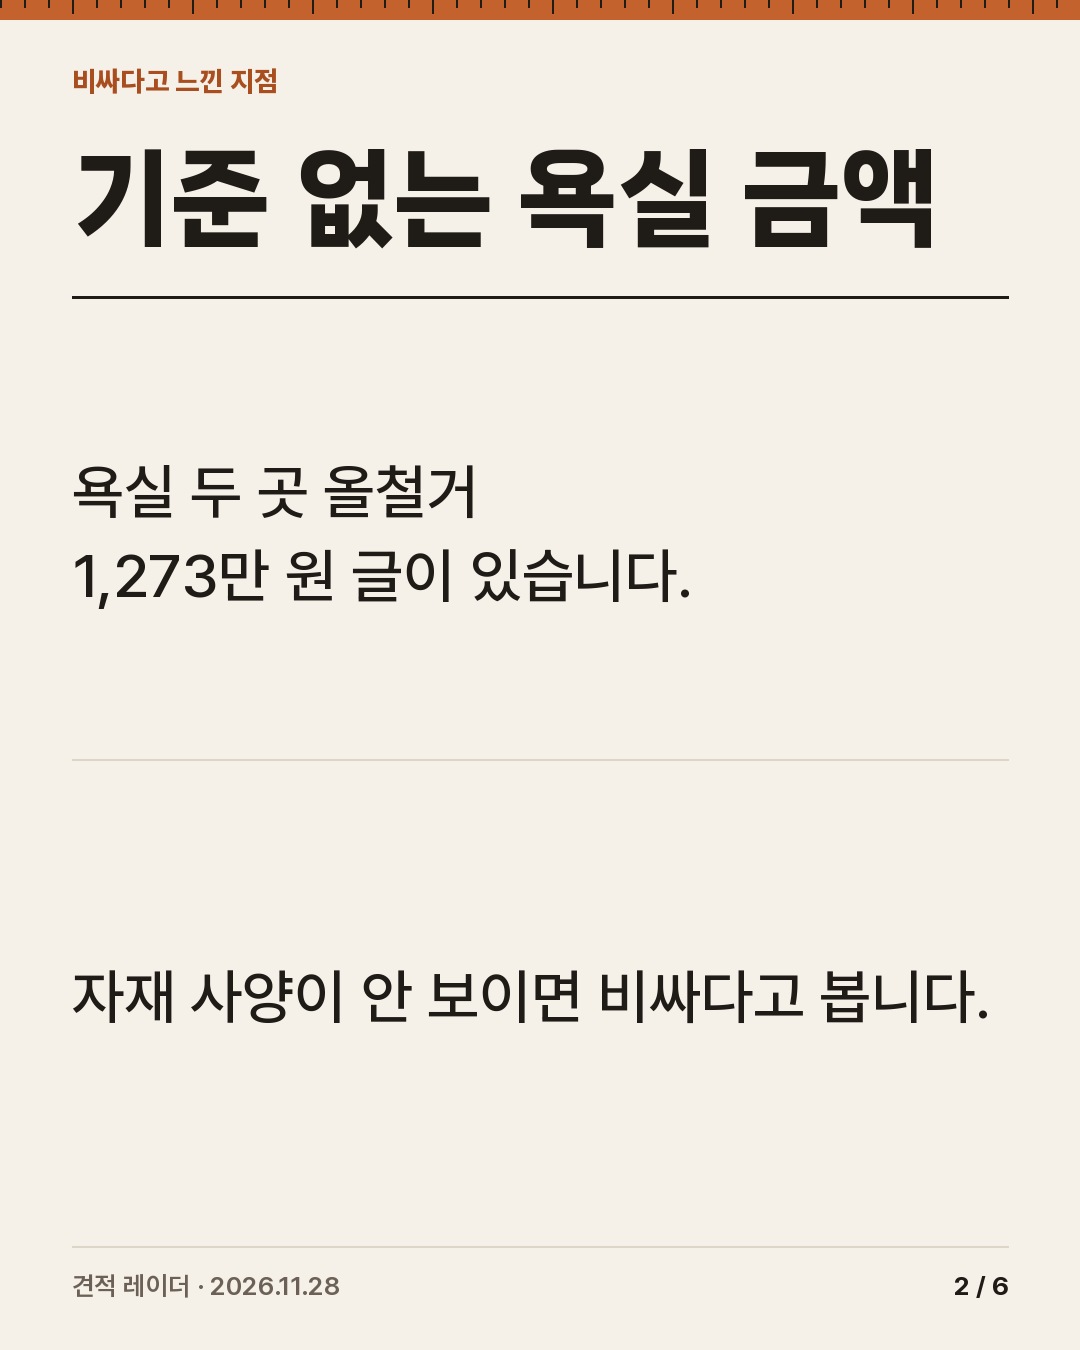 비싸다고 느낀 지점
기준 없는 욕실 금액
욕실 두 곳 올철거
1,273만 원 글이 있습니다.
자재 사양이 안 보이면 비싸다고 봅니다.
견적 레이더 · 2026.11.28
2 / 6